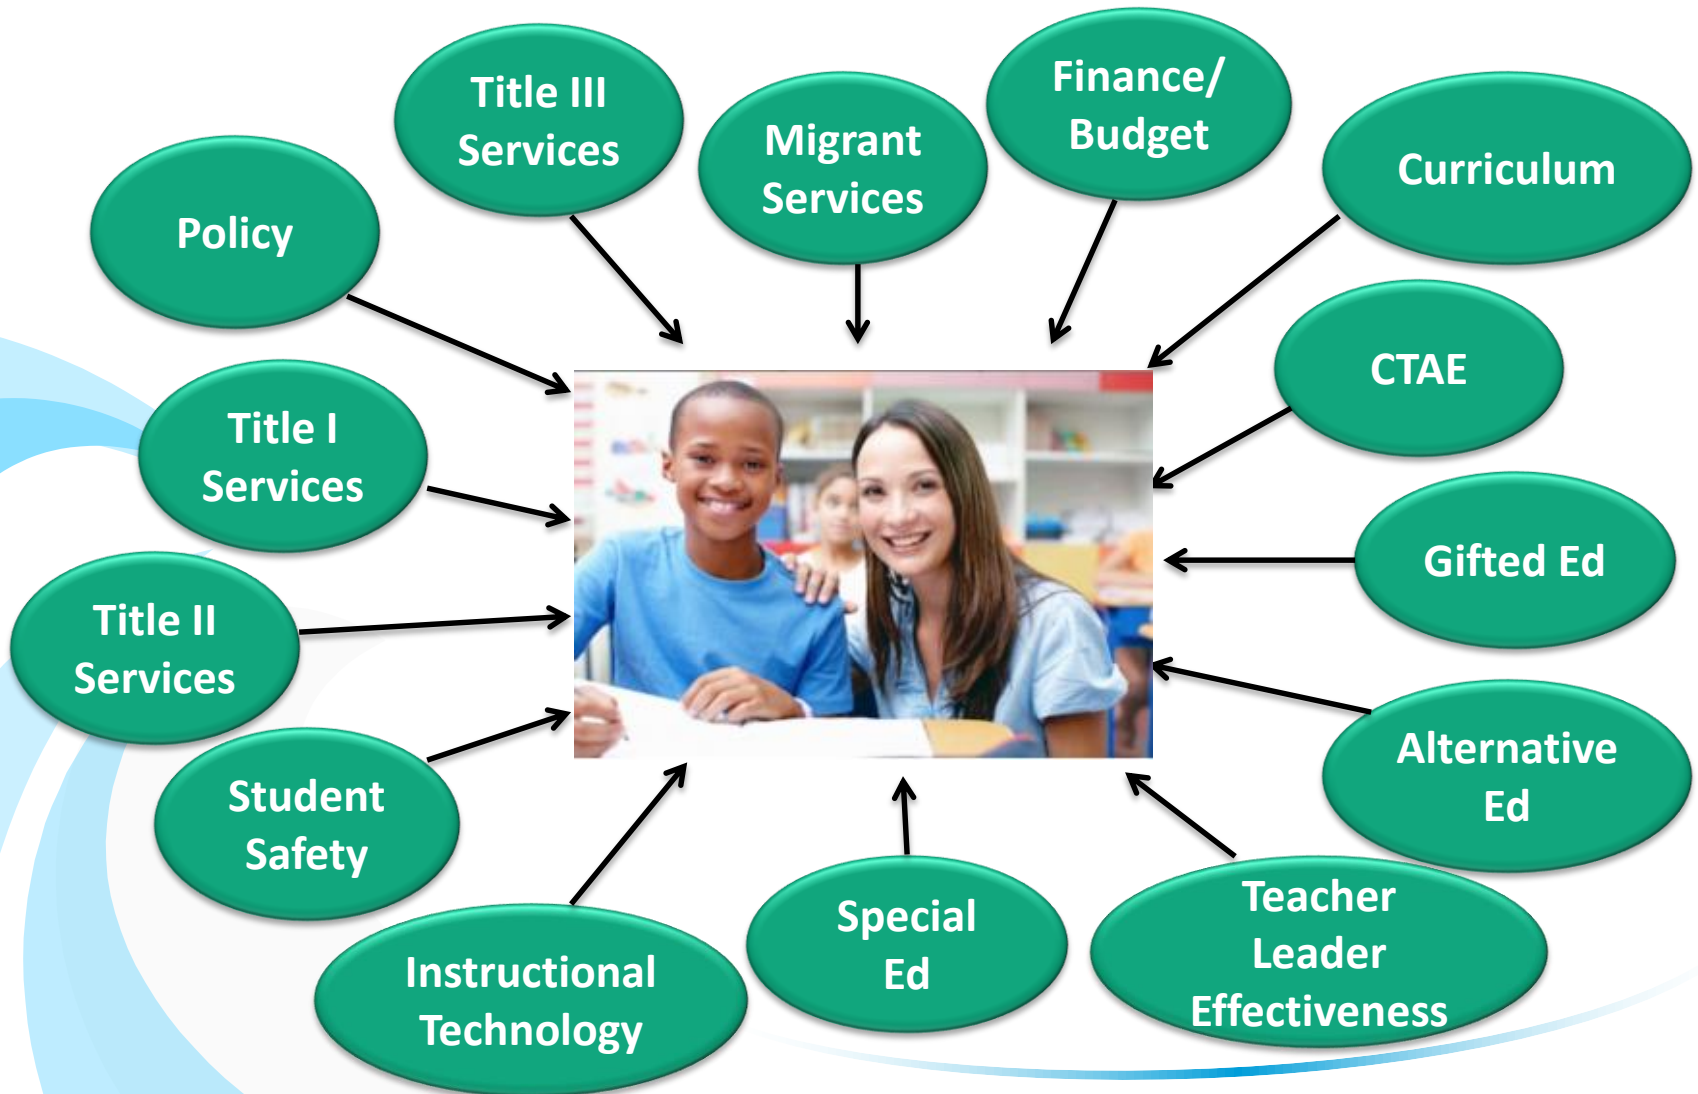 Title III
Services
Migrant
Services
Finance/
Budget
Curriculum
Policy
CTAE
Title I
Services
Gifted Ed
Title II
Services
Alternative
Ed
Student
Safety
Special
Ed
Teacher
Leader
Effectiveness
Instructional
Technology